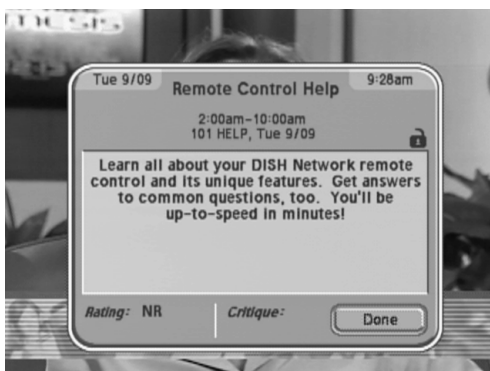 Tue 9/09
Remote Control Help
9:28am
2:00am-10:00am
101 HELP, Tue 9/09
Learn all about your DISH Network remote
control and its unique features. Get answers
to common questions, too. You'll be
up-to-speed in minutes!
Rating: NR
Critique:
Done